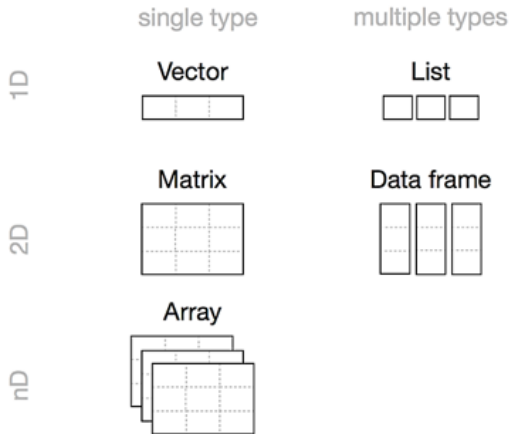 single type multiple types
1D
Vector List
2D
Matrix Data frame
nD
Array